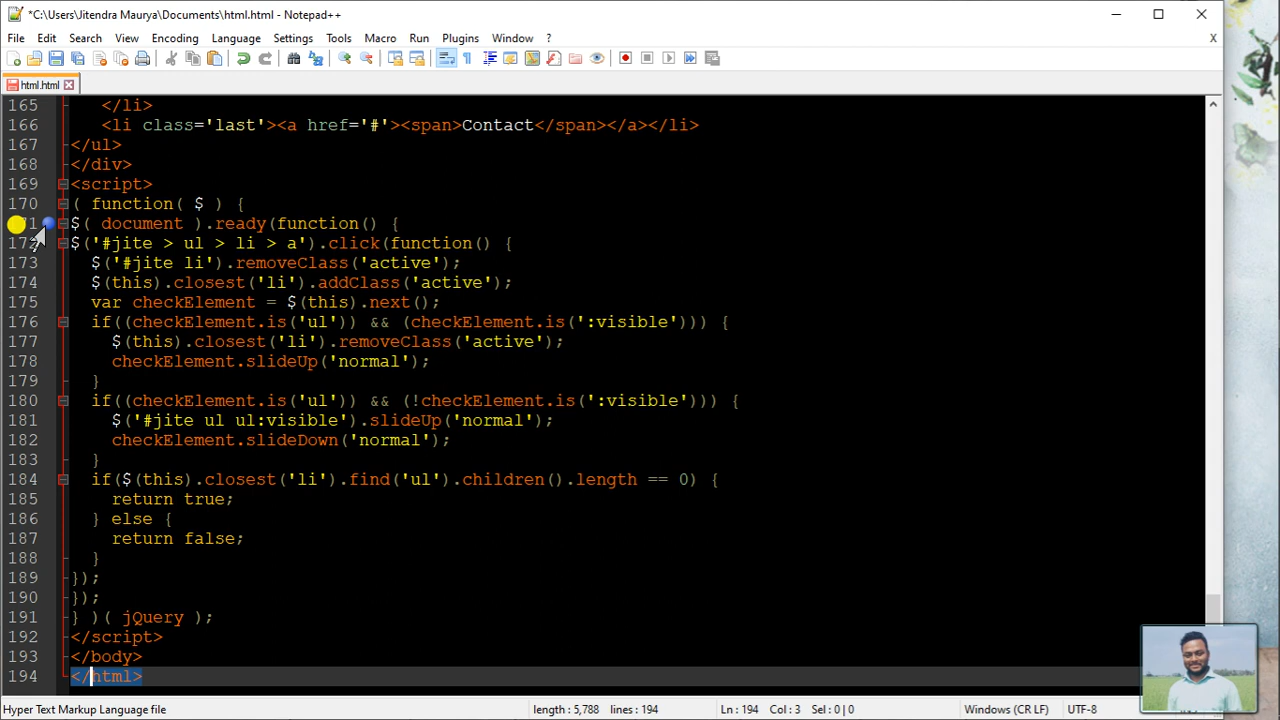 *C:\Users\Jitendra Maurya\Documents\html.html - Notepad++
File Edit Search View Encoding Language Settings Tools Macro Run Plugins Window ? X
html.html
165 </li>
166 <li class='last'><a href='#'><span>Contact</span></a></li>
167 </ul>
168 </div>
169 <script>
170 ( function( $ ) {
71 $( document ).ready(function() {
172 $('#jite > ul > li > a').click(function() {
173 $('#jite li').removeClass('active');
174 $(this).closest('li').addClass('active');
175 var checkElement = $(this).next();
176 if((checkElement.is('ul')) && (checkElement.is(':visible'))) {
177 $(this).closest('li').removeClass('active');
178 checkElement.slideUp('normal');
179 }
180 if((checkElement.is('ul')) && (!checkElement.is(':visible'))) {
181 $('#jite ul ul:visible').slideUp('normal');
182 checkElement.slideDown('normal');
183 }
184 if($(this).closest('li').find('ul').children().length == 0) {
185 return true;
186 } else {
187 return false;
188 }
189 });
190 });
191 } )( jQuery );
192 </script>
193 </body>
194 </html>
Hyper Text Markup Language file length : 5,788 lines : 194 Ln : 194 Col : 3 Sel : 0 | 0 Windows (CR LF) UTF-8